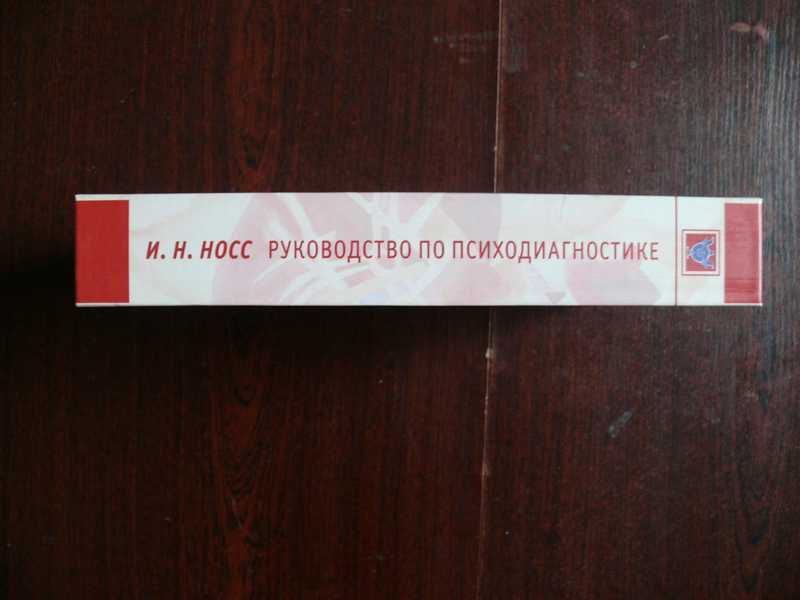 И. Н. НОСС РУКОВОДСТВО ПО ПСИХОДИАГНОСТИКЕ